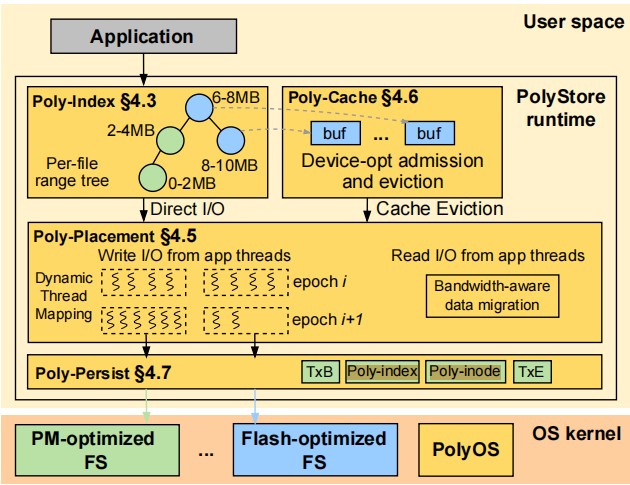 User space
Application
PolyStore
runtime
Poly-Index §4.3
6-8MB
2-4MB
8-10MB
Per-file
range tree
0-2MB
Poly-Cache §4.6
buf ... buf
Device-opt admission
and eviction
Direct I/O
Cache Eviction
Poly-Placement §4.5
Write I/O from app threads
Read I/O from app threads
Dynamic
Thread
Mapping
epoch i
epoch i+1
Bandwidth-aware
data migration
Poly-Persist §4.7
TxB Poly-index Poly-inode TxE
OS kernel
PM-optimized
FS
...
Flash-optimized
FS
PolyOS